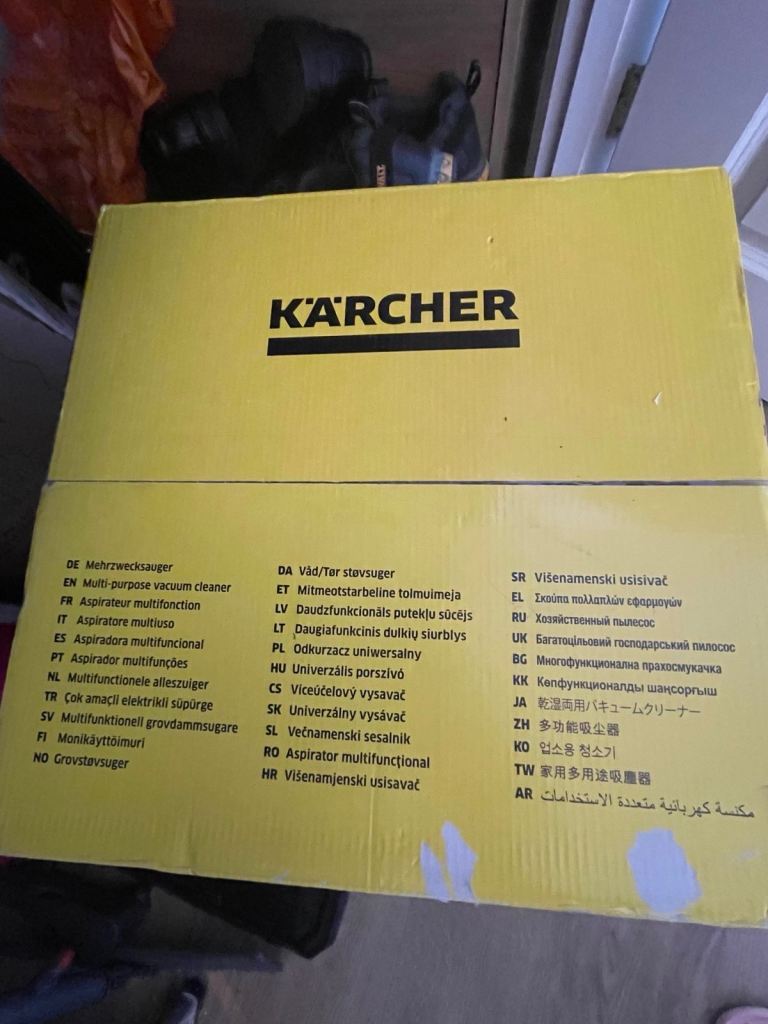 KÄRCHER
DE Mehrzwecksauger
EN Multi-purpose vacuum cleaner
FR Aspirateur multifonction
IT Aspiratore multiuso
ES Aspiradora multifuncional
PT Aspirador multifunções
NL Multifunctionele alleszuiger
TR Çok amaçli elektrikli süpürge
SV Multifunktionell grovdammsugare
FI Monikäyttöimuri
NO Grovstøvsuger
DA Våd/Tør støvsuger
ET Mitmeotstarbeline tolmuimeja
LV Daudzfunkcionāls putekļu sūcējs
LT Daugiafunkcinis dulkių siurblys
PL Odkurzacz uniwersalny
HU Univerzális porszívó
CS Víceúčelový vysavač
SK Univerzálny vysávač
SL Večnamenski sesalnik
RO Aspirator multifuncțional
HR Višenamjenski usisavač
SR Višenamenski usisivač
EL Σκούπα πολλαπλών εφαρμογών
RU Хозяйственный пылесос
UK Багатоцільовий господарський пилосос
BG Многофункционална прахосмукачка
KK Көпфункционалды шаңсорғыш
JA 乾湿両用バキュームクリーナー
ZH 多功能吸尘器
KO 업소용 청소기
TW 家用多用途吸塵器
AR مكنسة كهربائية متعددة الاستخدامات